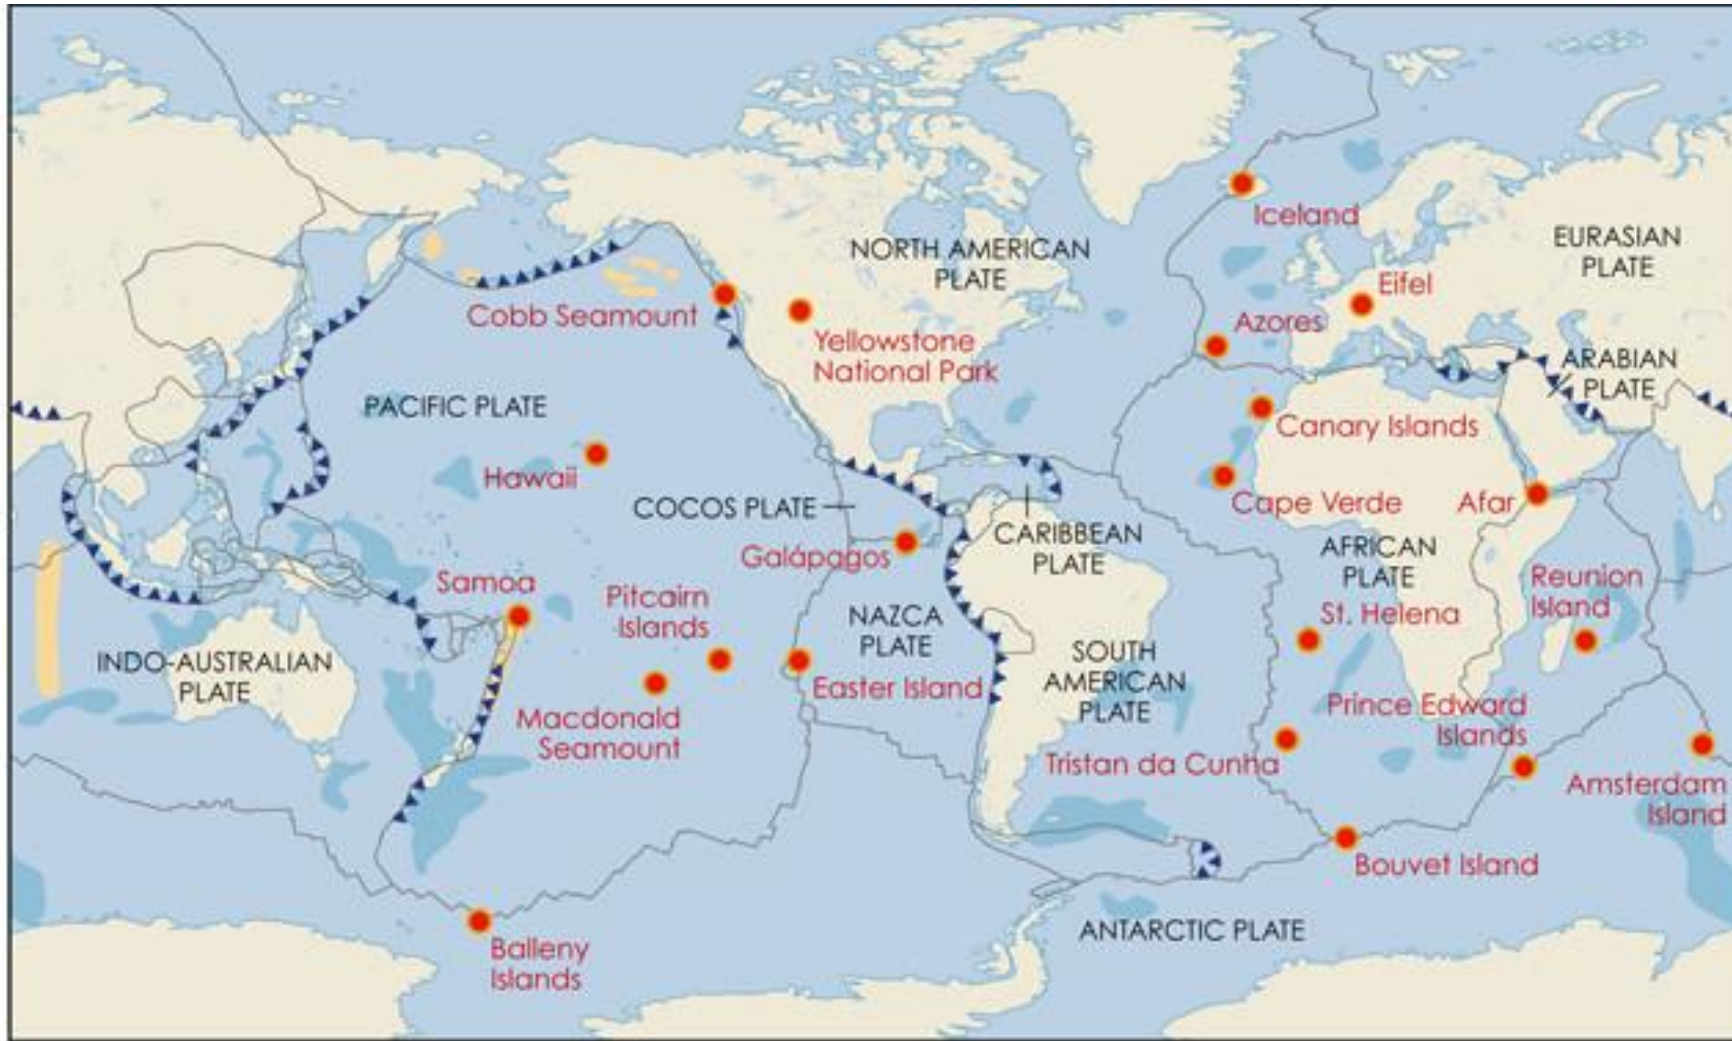 Iceland
NORTH AMERICAN
PLATE
EURASIAN
PLATE
Eifel
Cobb Seamount
Azores
Yellowstone
National Park
ARABIAN
PLATE
PACIFIC PLATE
Canary Islands
Hawaii
COCOS PLATE
Cape Verde
Afar
CARIBBEAN
PLATE
Galápagos
AFRICAN
PLATE
Samoa
Pitcairn
Islands
Reunion
Island
NAZCA
PLATE
St. Helena
INDO-AUSTRALIAN
PLATE
SOUTH
AMERICAN
PLATE
Easter Island
Macdonald
Seamount
Prince Edward
Islands
Tristan da Cunha
Amsterdam
Island
Bouvet Island
ANTARCTIC PLATE
Balleny
Islands